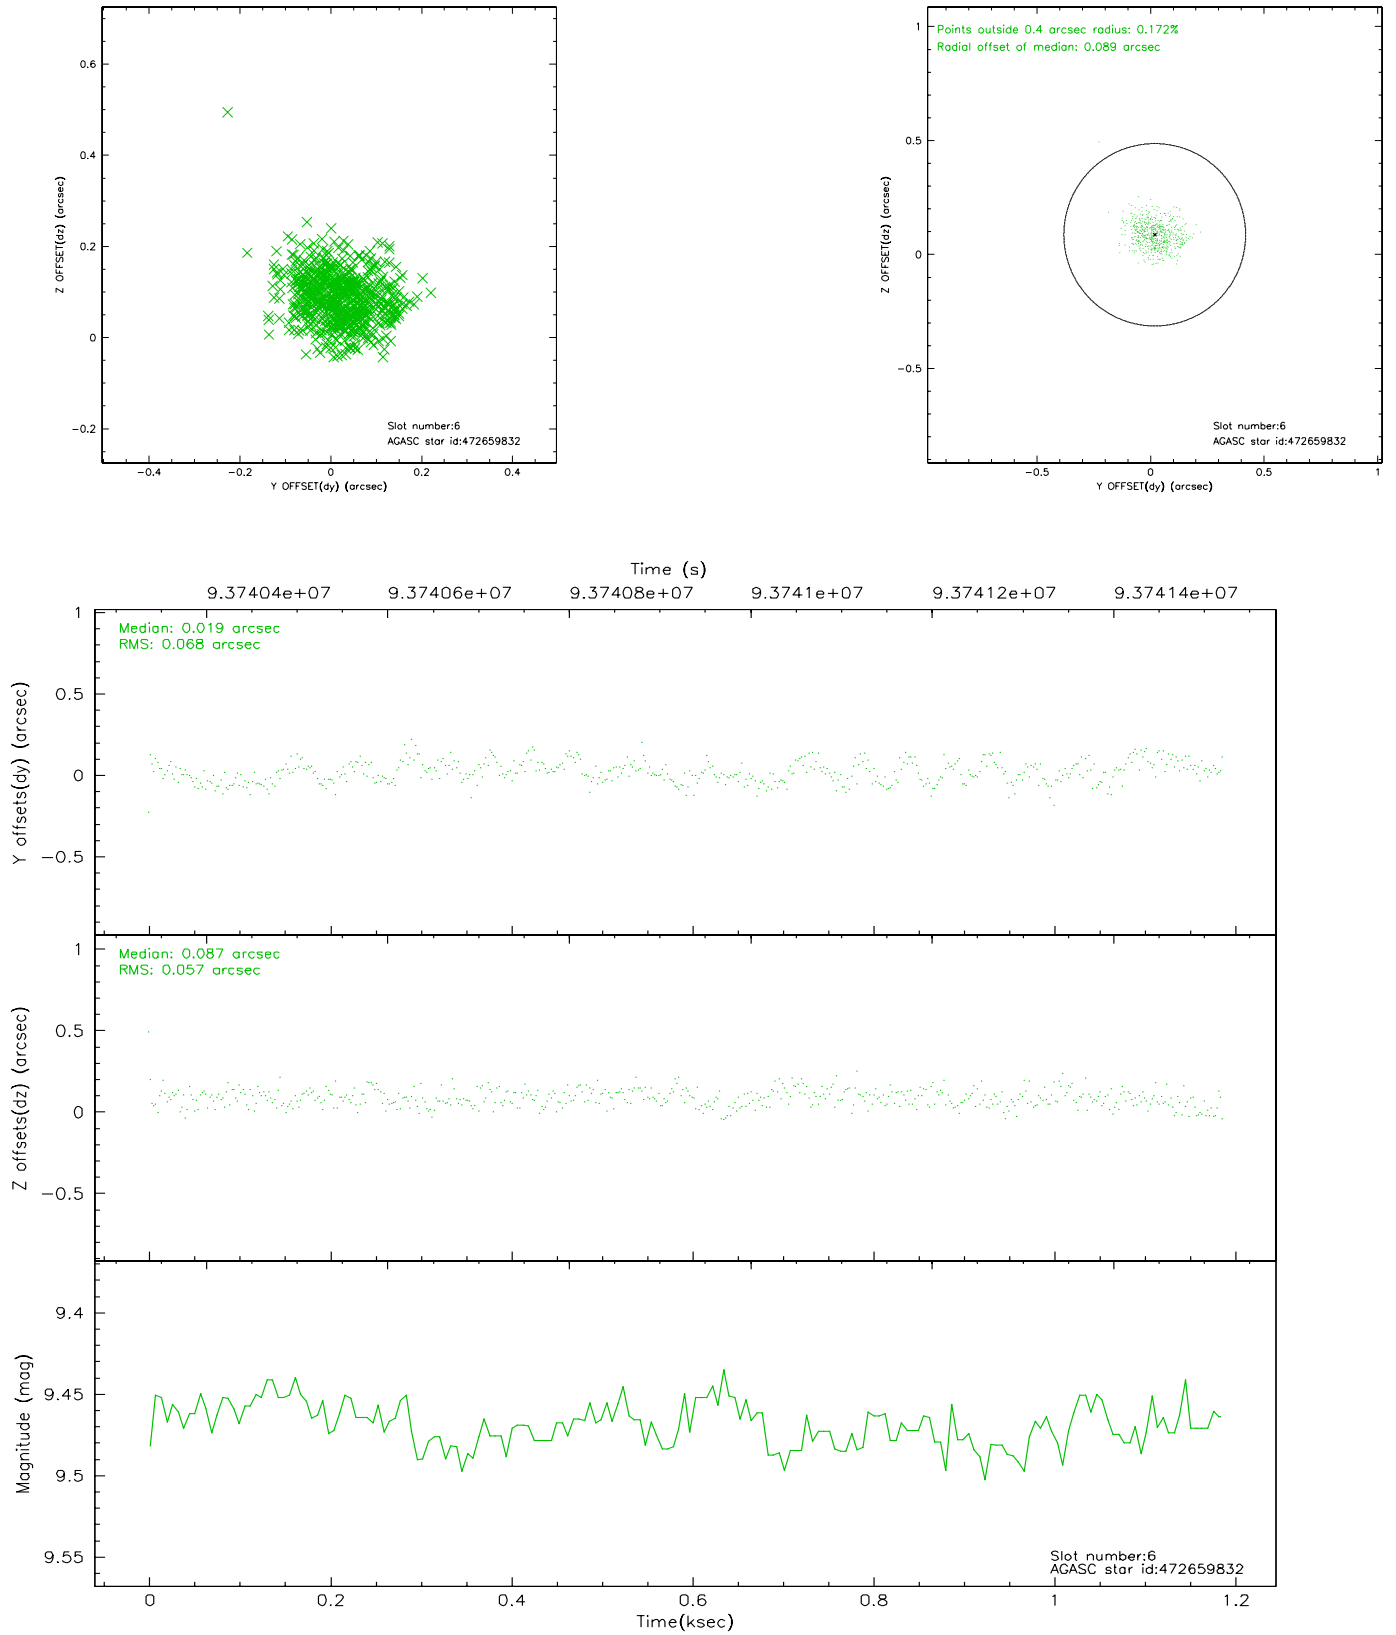 0.6
0.4
0.2
0
−0.2
Z OFFSET(dz) (arcsec)
−0.4 −0.2 0 0.2 0.4
Y OFFSET(dy) (arcsec)
Slot number:6
AGASC star id:472659832
Points outside 0.4 arcsec radius: 0.172%
Radial offset of median: 0.089 arcsec
1
0.5
0
−0.5
Z OFFSET(dz) (arcsec)
−0.5 0 0.5 1
Y OFFSET(dy) (arcsec)
Slot number:6
AGASC star id:472659832
Time (s)
9.37404e+07 9.37406e+07 9.37408e+07 9.3741e+07 9.37412e+07 9.37414e+07
Median: 0.019 arcsec
RMS: 0.068 arcsec
1
0.5
0
−0.5
Y offsets(dy) (arcsec)
Median: 0.087 arcsec
RMS: 0.057 arcsec
1
0.5
0
−0.5
Z offsets(dz) (arcsec)
9.4
9.45
9.5
9.55
Magnitude (mag)
Slot number:6
AGASC star id:472659832
0 0.2 0.4 0.6 0.8 1 1.2
Time(ksec)